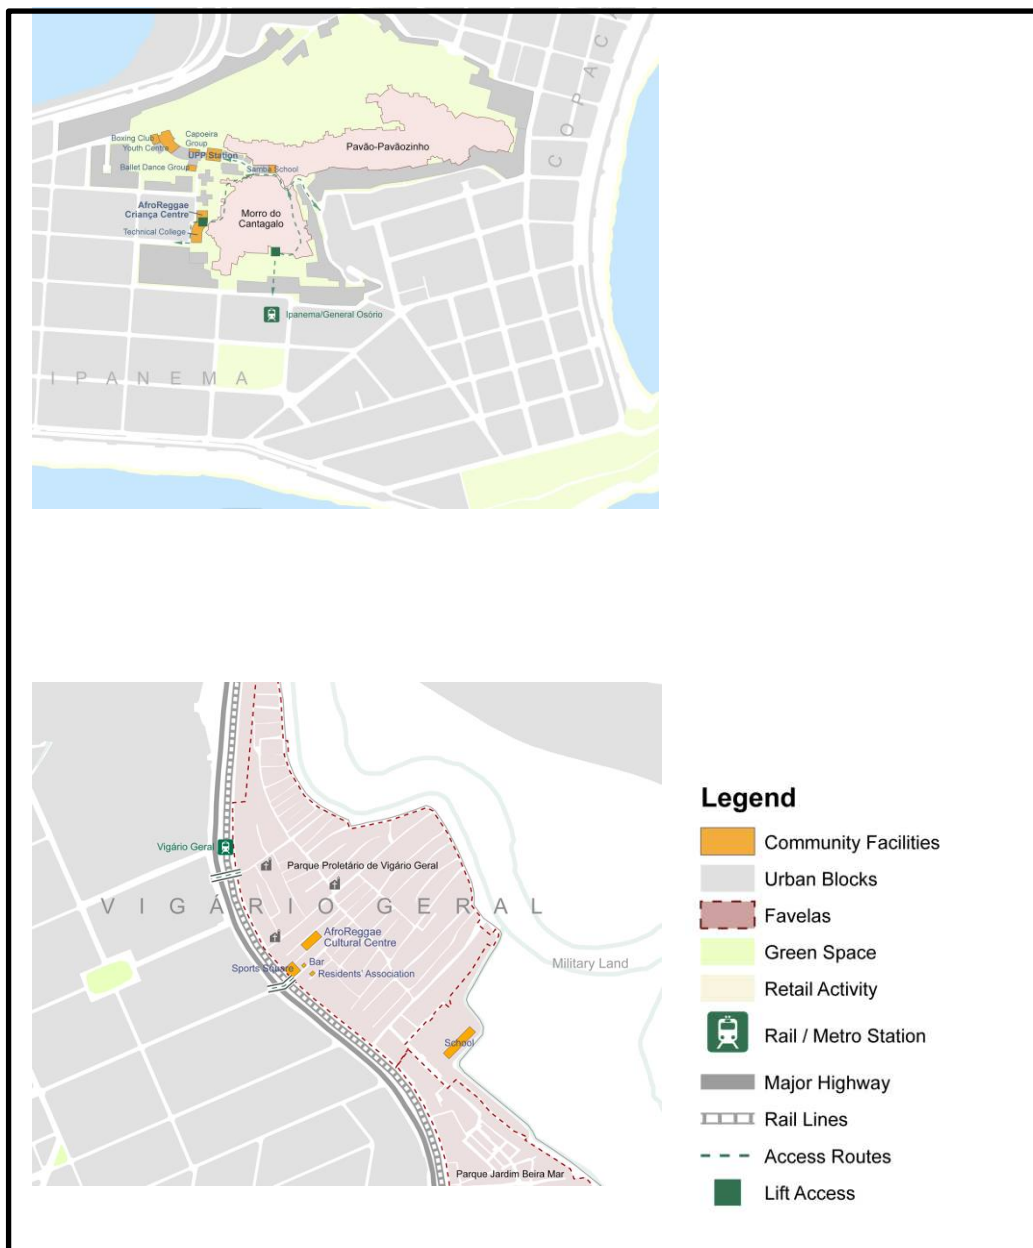 C O P A C
Boxing Club
Youth Centre
Capoeira
Group
UPP Station
Ballet Dance Group
Samba School
Pavão-Pavãozinho
AfroReggae
Criança Centre
Technical College
Morro do
Cantagalo
Ipanema/General Osório
I P A N E M A
Vigário Geral
Parque Proletário de Vigário Geral
V I G Á R I O G E R A L
AfroReggae
Cultural Centre
Bar
Sports Square
Residents' Association
Military Land
School
Parque Jardim Beira Mar
Legend
Community Facilities
Urban Blocks
Favelas
Green Space
Retail Activity
Rail / Metro Station
Major Highway
Rail Lines
Access Routes
Lift Access